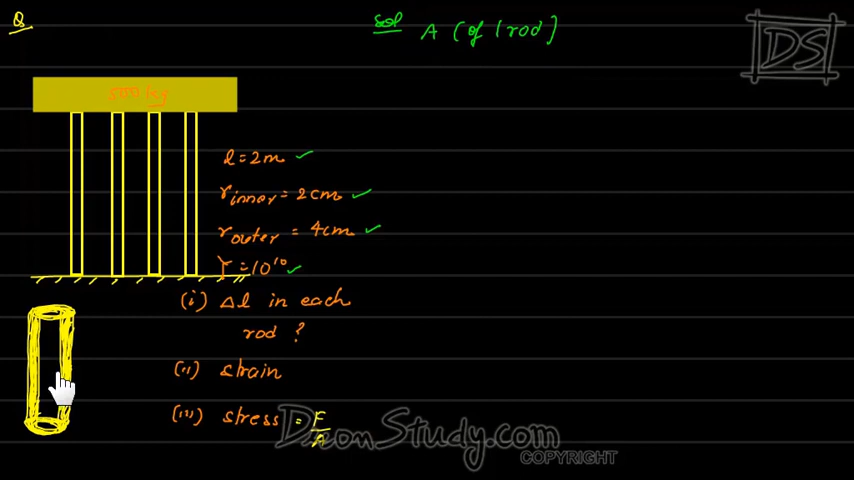 Q
Sol A (of 1 rod)
DS
500 kg
l = 2m ✓
r inner = 2cm ✓
r outer = 4cm ✓
Y = 10¹⁰ ✓
(i) Δl in each
rod ?
(ii) strain
(iii) stress = F/A
DronStudy.com
COPYRIGHT